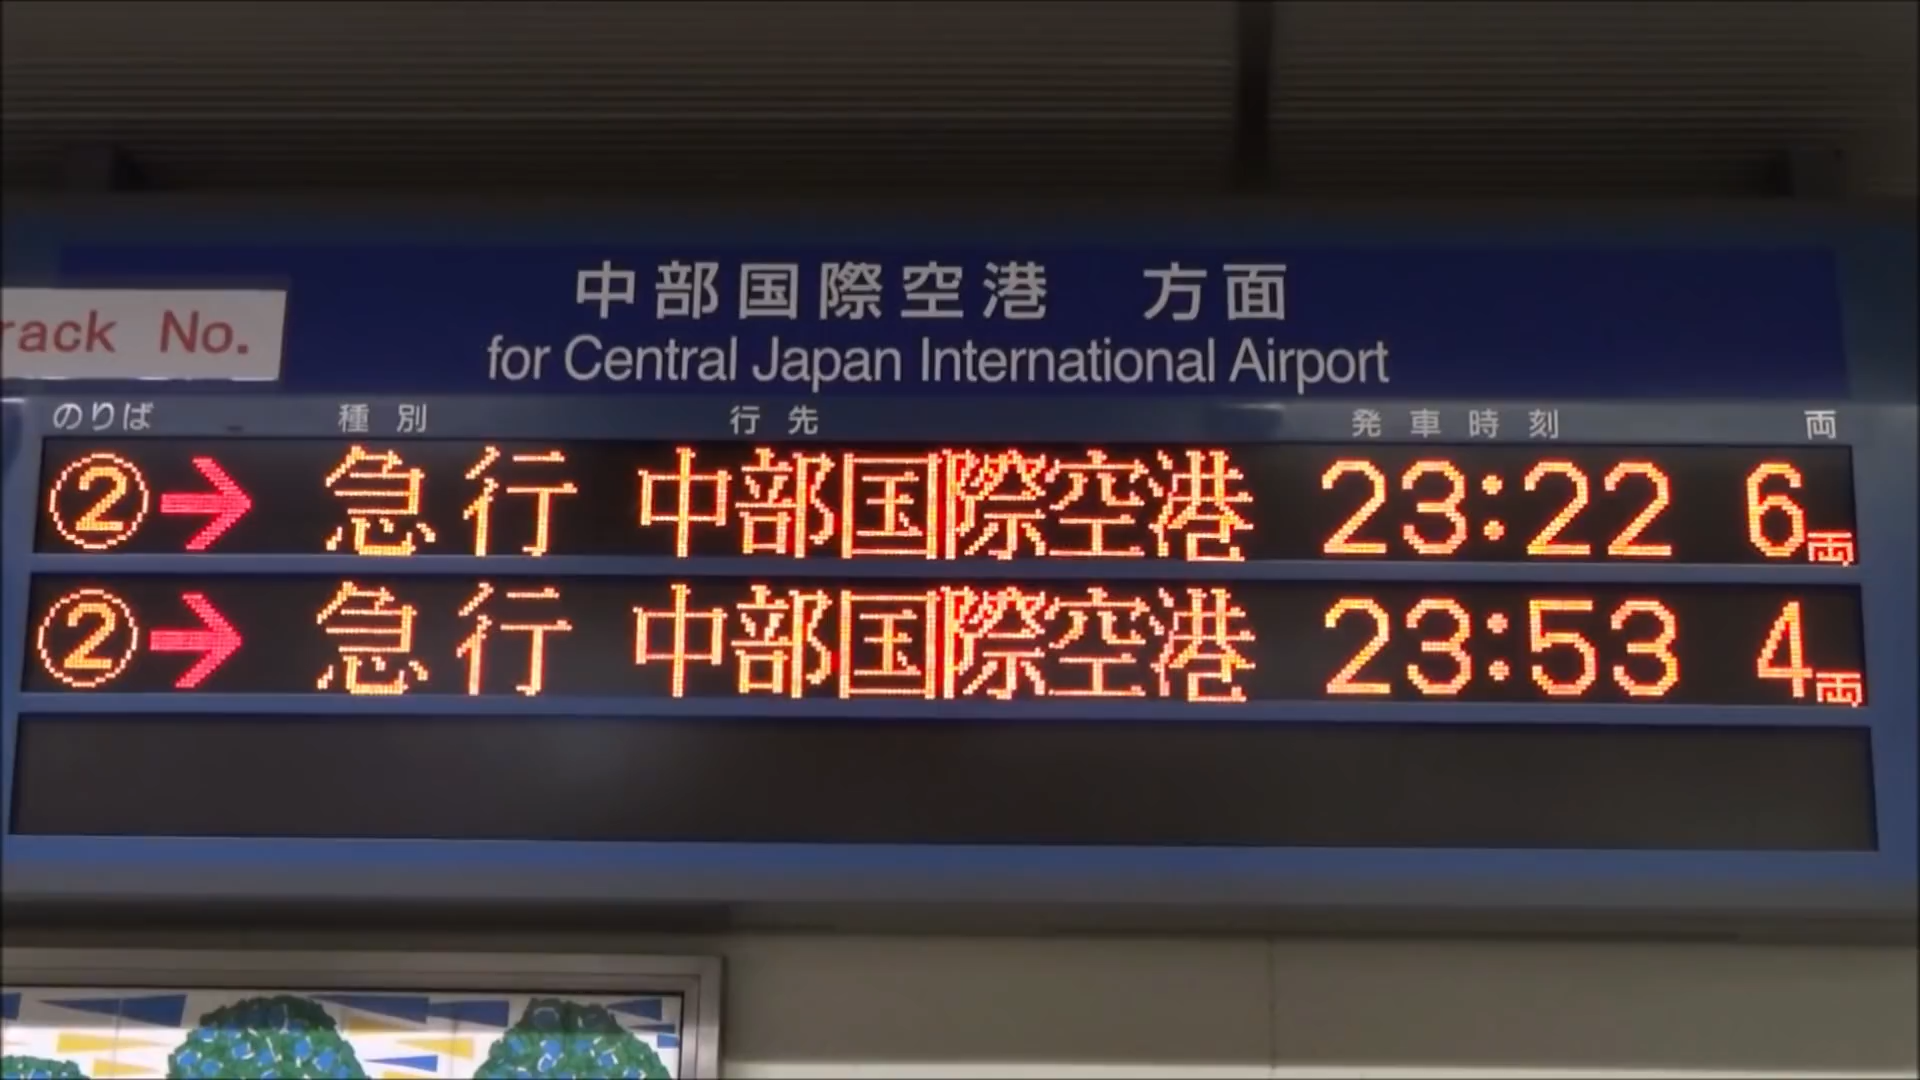 中部国際空港 方面
rack No.
for Central Japan International Airport
のりば 種別 行先 発車時刻 両
②→ 急行 中部国際空港 23:22 6両
②→ 急行 中部国際空港 23:53 4両